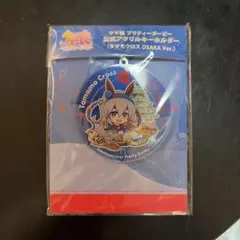 ウマ娘 プリティーダービー
公式アクリルキーホルダー
(タマモクロス OSAKA Ver.)
Tamamo Cross